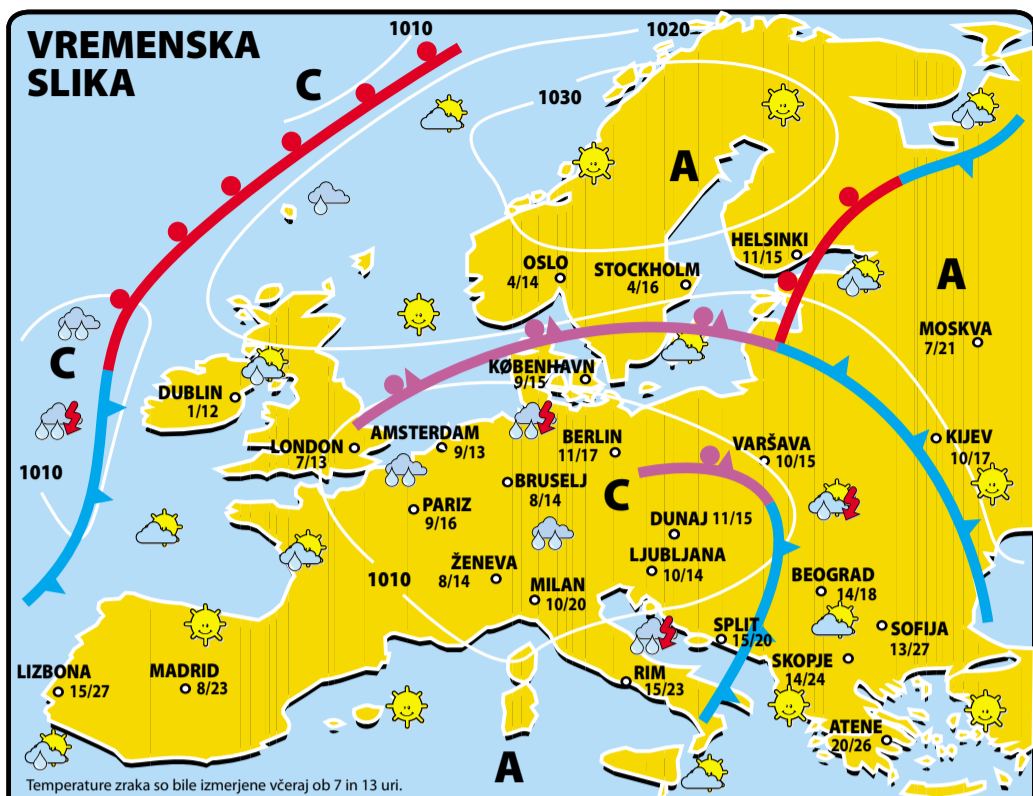 VREMENSKA
SLIKA
1010
1020
C
1030
A
HELSINKI
11/15
OSLO
4/14
STOCKHOLM
4/16
A
MOSKVA
7/21
C
KØBENHAVN
9/15
DUBLIN
1/12
LONDON
7/13
AMSTERDAM
9/13
BERLIN
11/17
VARŠAVA
10/15
KIJEV
10/17
1010
BRUSELJ
8/14
C
PARIZ
9/16
DUNAJ 11/15
LJUBLJANA
10/14
ŽENEVA
8/14
1010
MILAN
10/20
BEOGRAD
14/18
SPLIT
15/20
SOFIJA
13/27
SKOPJE
14/24
LIZBONA
15/27
MADRID
8/23
RIM
15/23
ATENE
20/26
A
Temperature zraka so bile izmerjene včeraj ob 7 in 13 uri.